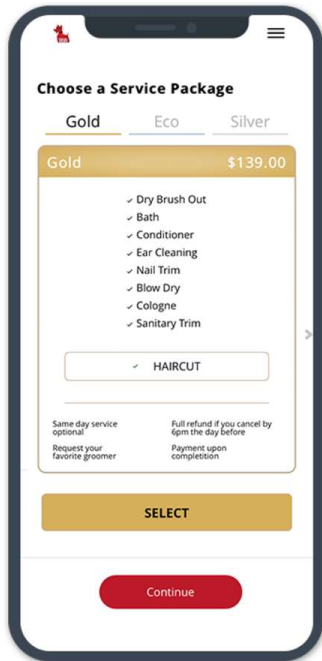 Choose a Service Package
Gold Eco Silver
Gold $139.00
✓ Dry Brush Out
✓ Bath
✓ Conditioner
✓ Ear Cleaning
✓ Nail Trim
✓ Blow Dry
✓ Cologne
✓ Sanitary Trim
✓ HAIRCUT
Same day service
optional
Full refund if you cancel by
6pm the day before
Request your
favorite groomer
Payment upon
completition
SELECT
Continue